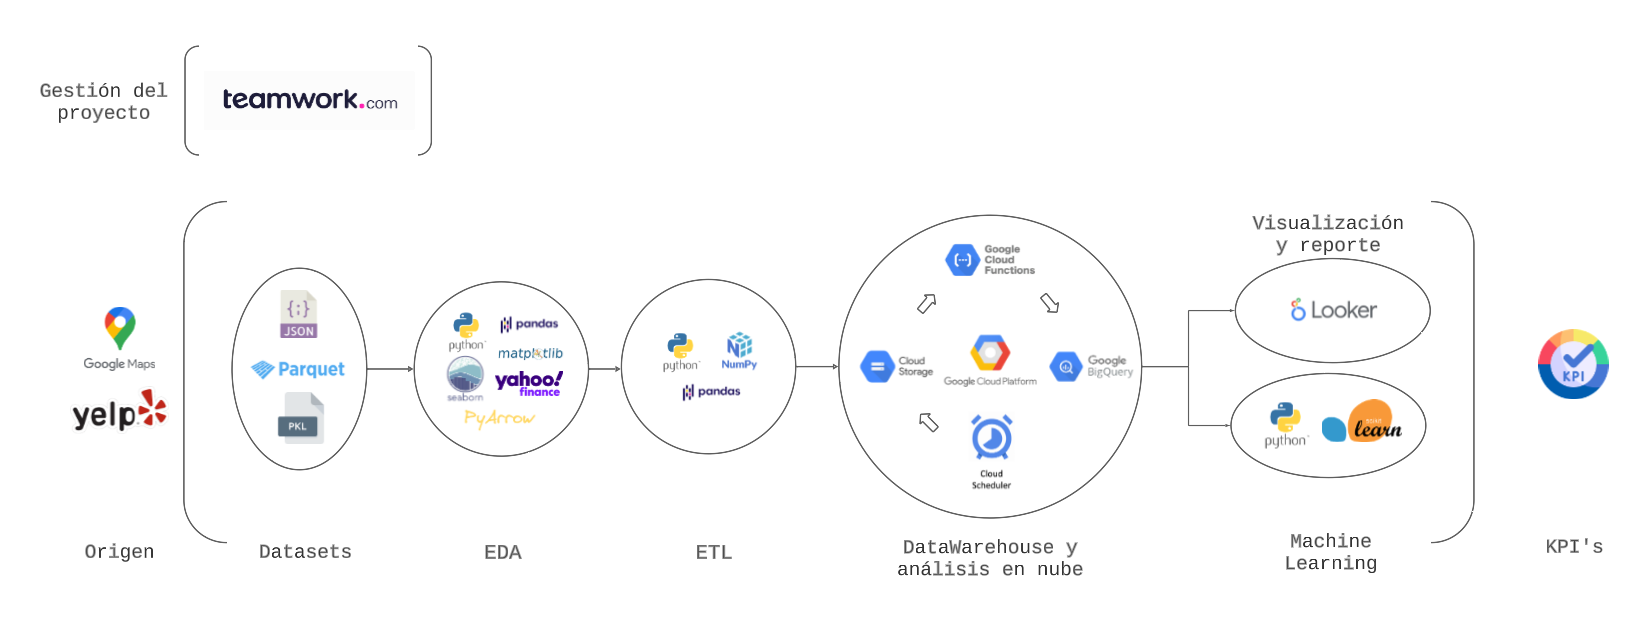 Gestión del
proyecto
teamwork.com
Google Maps
yelp
Origen
{;}
JSON
Parquet
PKL
Datasets
python
pandas
matplotlib
seaborn
yahoo!
finance
PyArrow
EDA
python
NumPy
pandas
ETL
Google
Cloud
Functions
Cloud
Storage
Google Cloud Platform
Google
BigQuery
Cloud
Scheduler
DataWarehouse y
análisis en nube
Visualización
y reporte
Looker
python
learn
Machine
Learning
KPI
KPI's